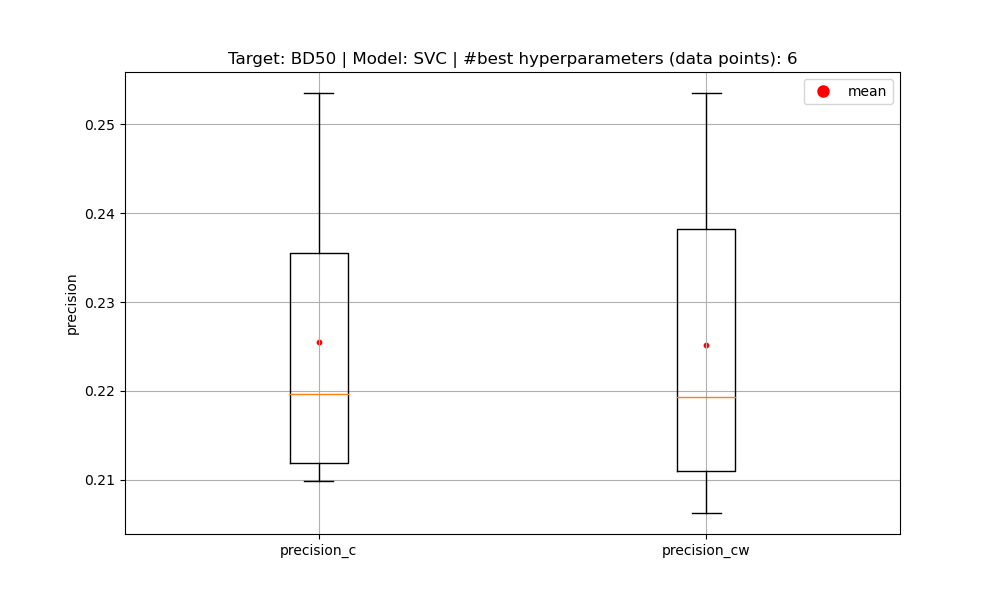 Target: BD50 | Model: SVC | #best hyperparameters (data points): 6
mean
0.25
0.24
0.23
0.22
0.21
precision
precision_c
precision_cw